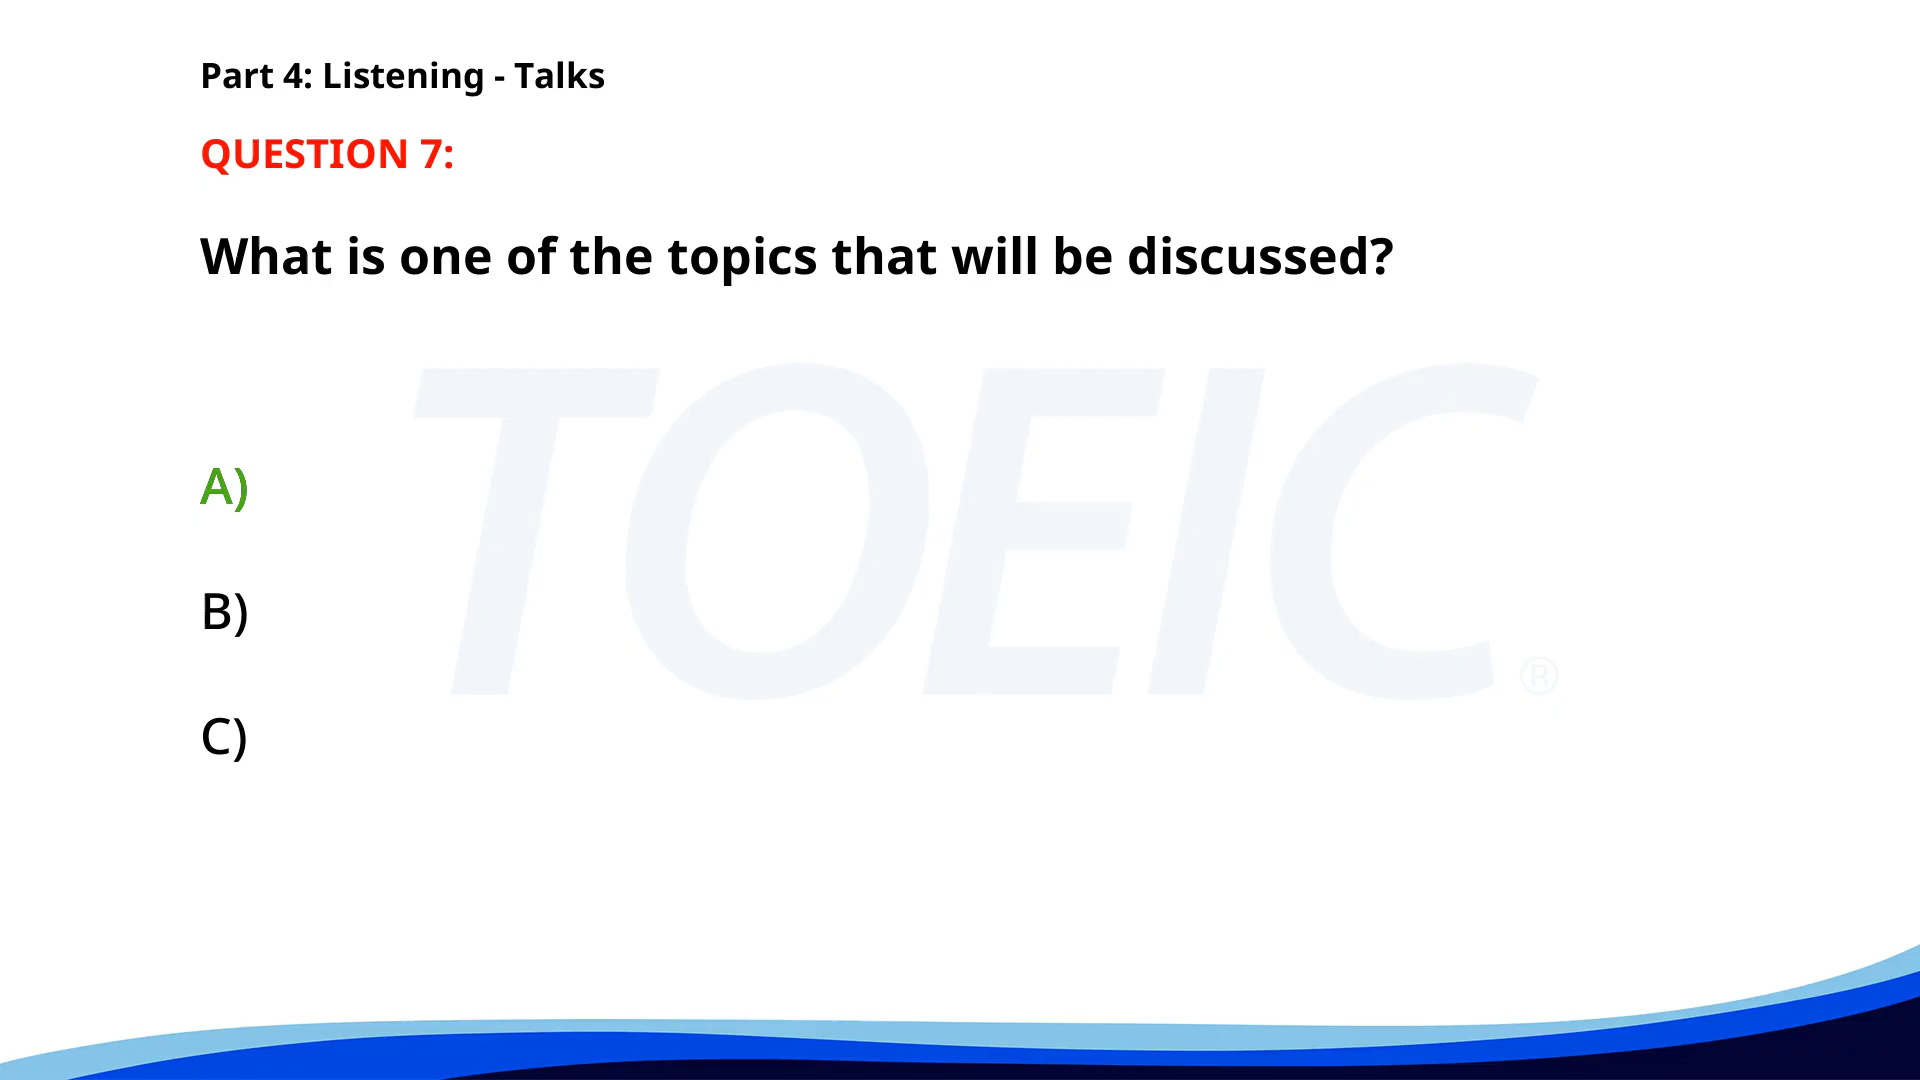 Part 4: Listening - Talks
QUESTION 7:
What is one of the topics that will be discussed?
TOEIC®
A)
B)
C)